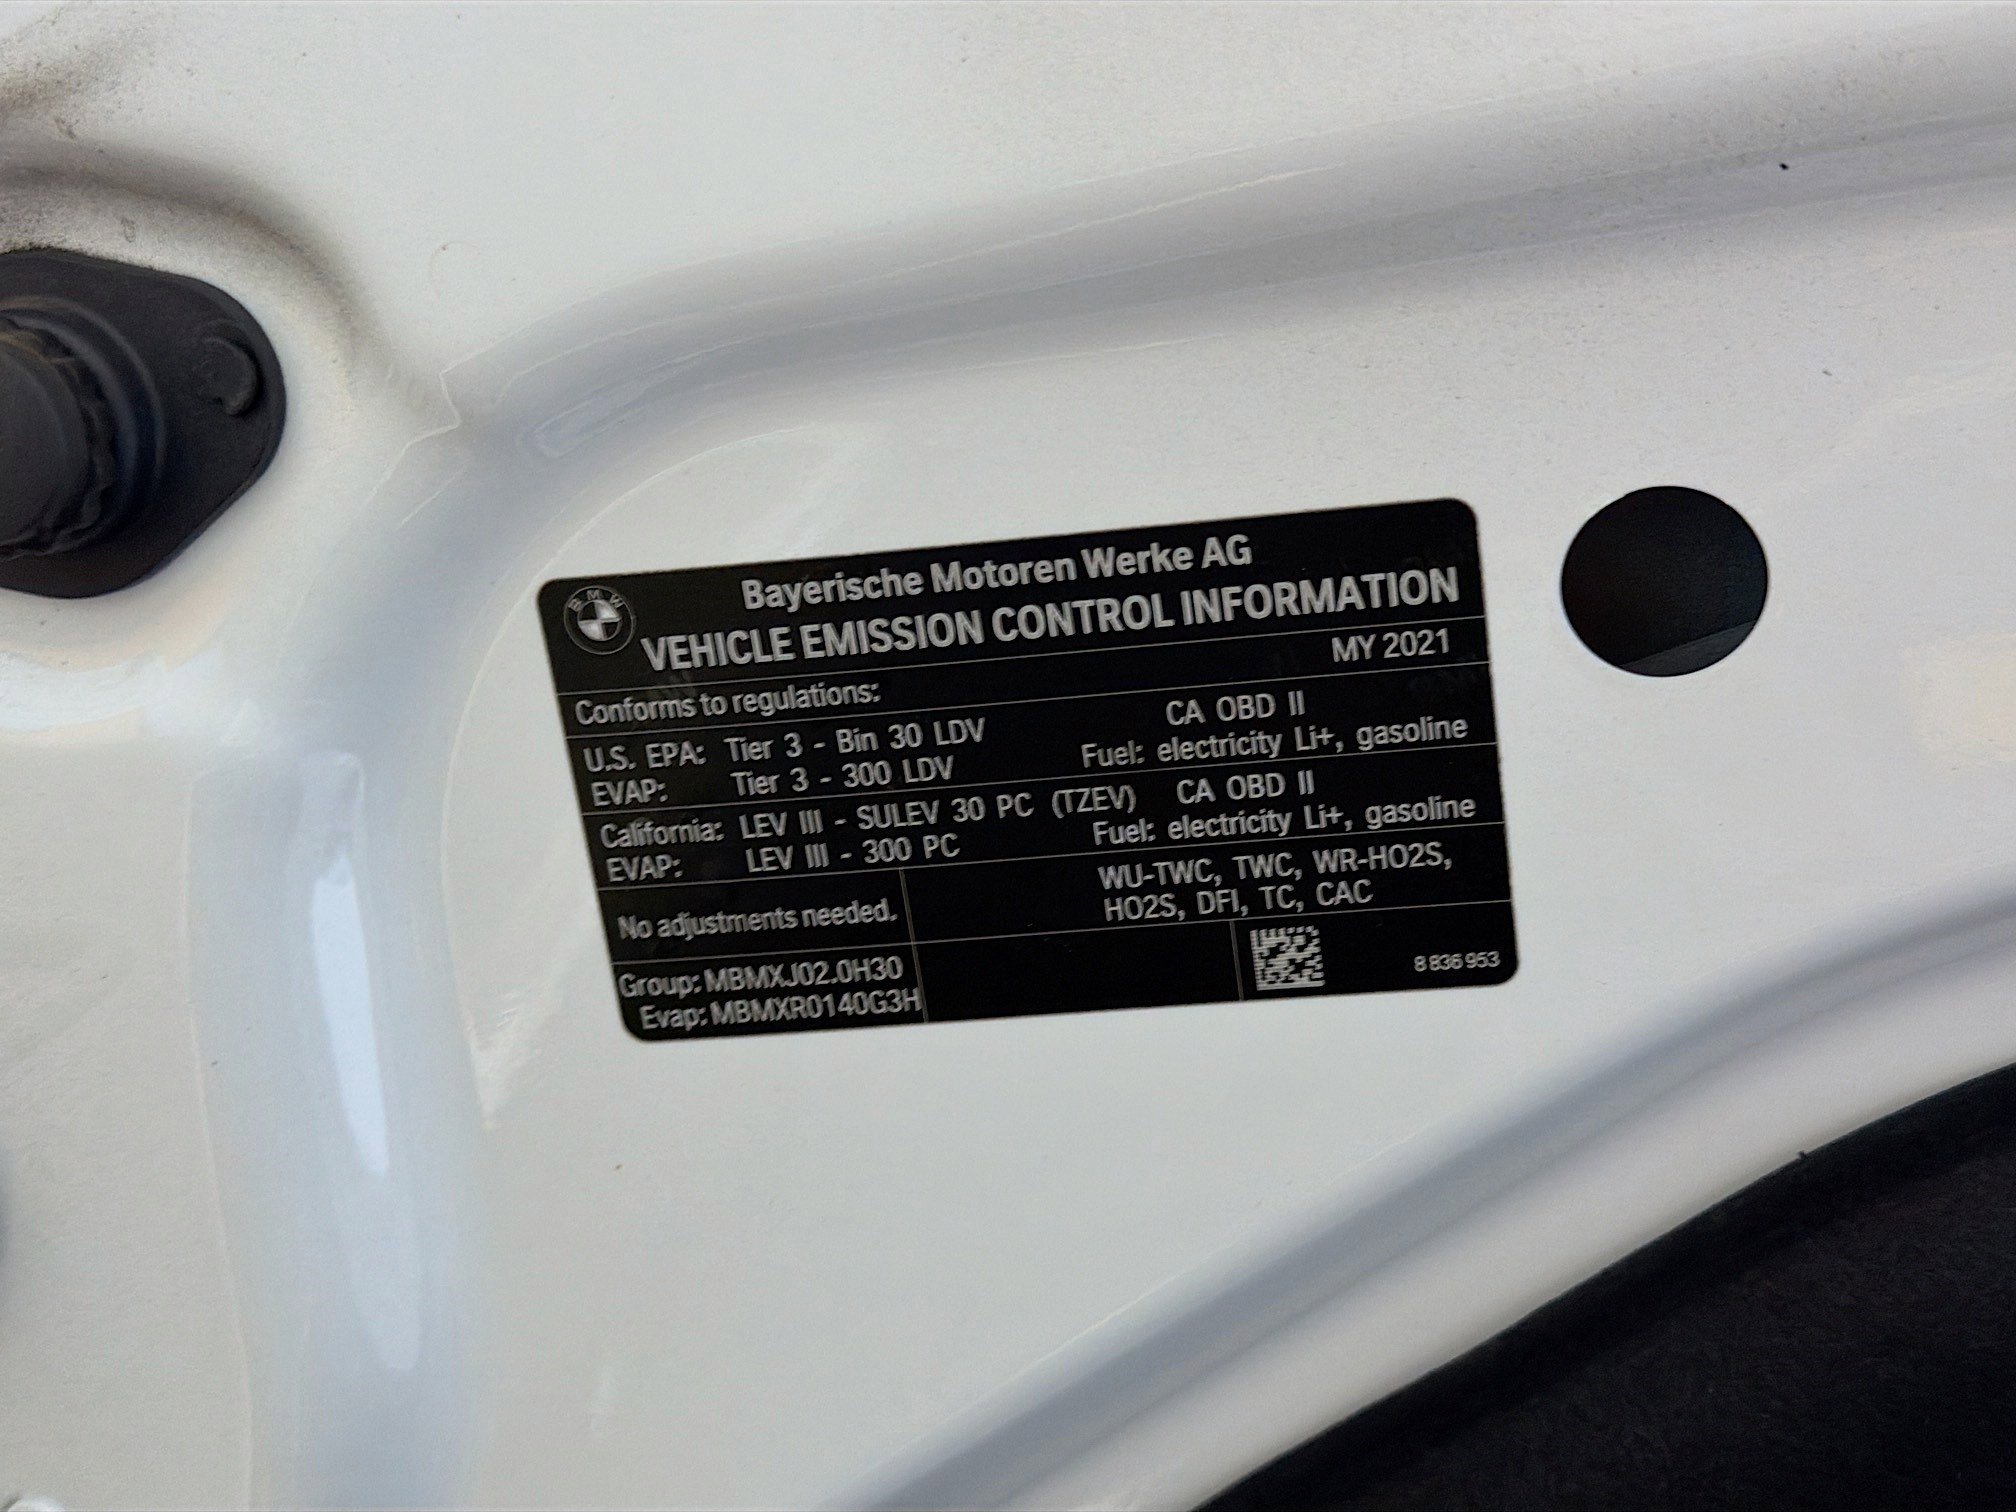 BMW
Bayerische Motoren Werke AG
VEHICLE EMISSION CONTROL INFORMATION
MY 2021
Conforms to regulations:
U.S. EPA: Tier 3 - Bin 30 LDV CA OBD II
EVAP: Tier 3 - 300 LDV Fuel: electricity Li+, gasoline
California: LEV III - SULEV 30 PC (TZEV) CA OBD II
EVAP: LEV III - 300 PC Fuel: electricity Li+, gasoline
No adjustments needed.
WU-TWC, TWC, WR-HO2S,
HO2S, DFI, TC, CAC
Group: MBMXJ02.0H30
Evap: MBMXR0140G3H
8 836 953